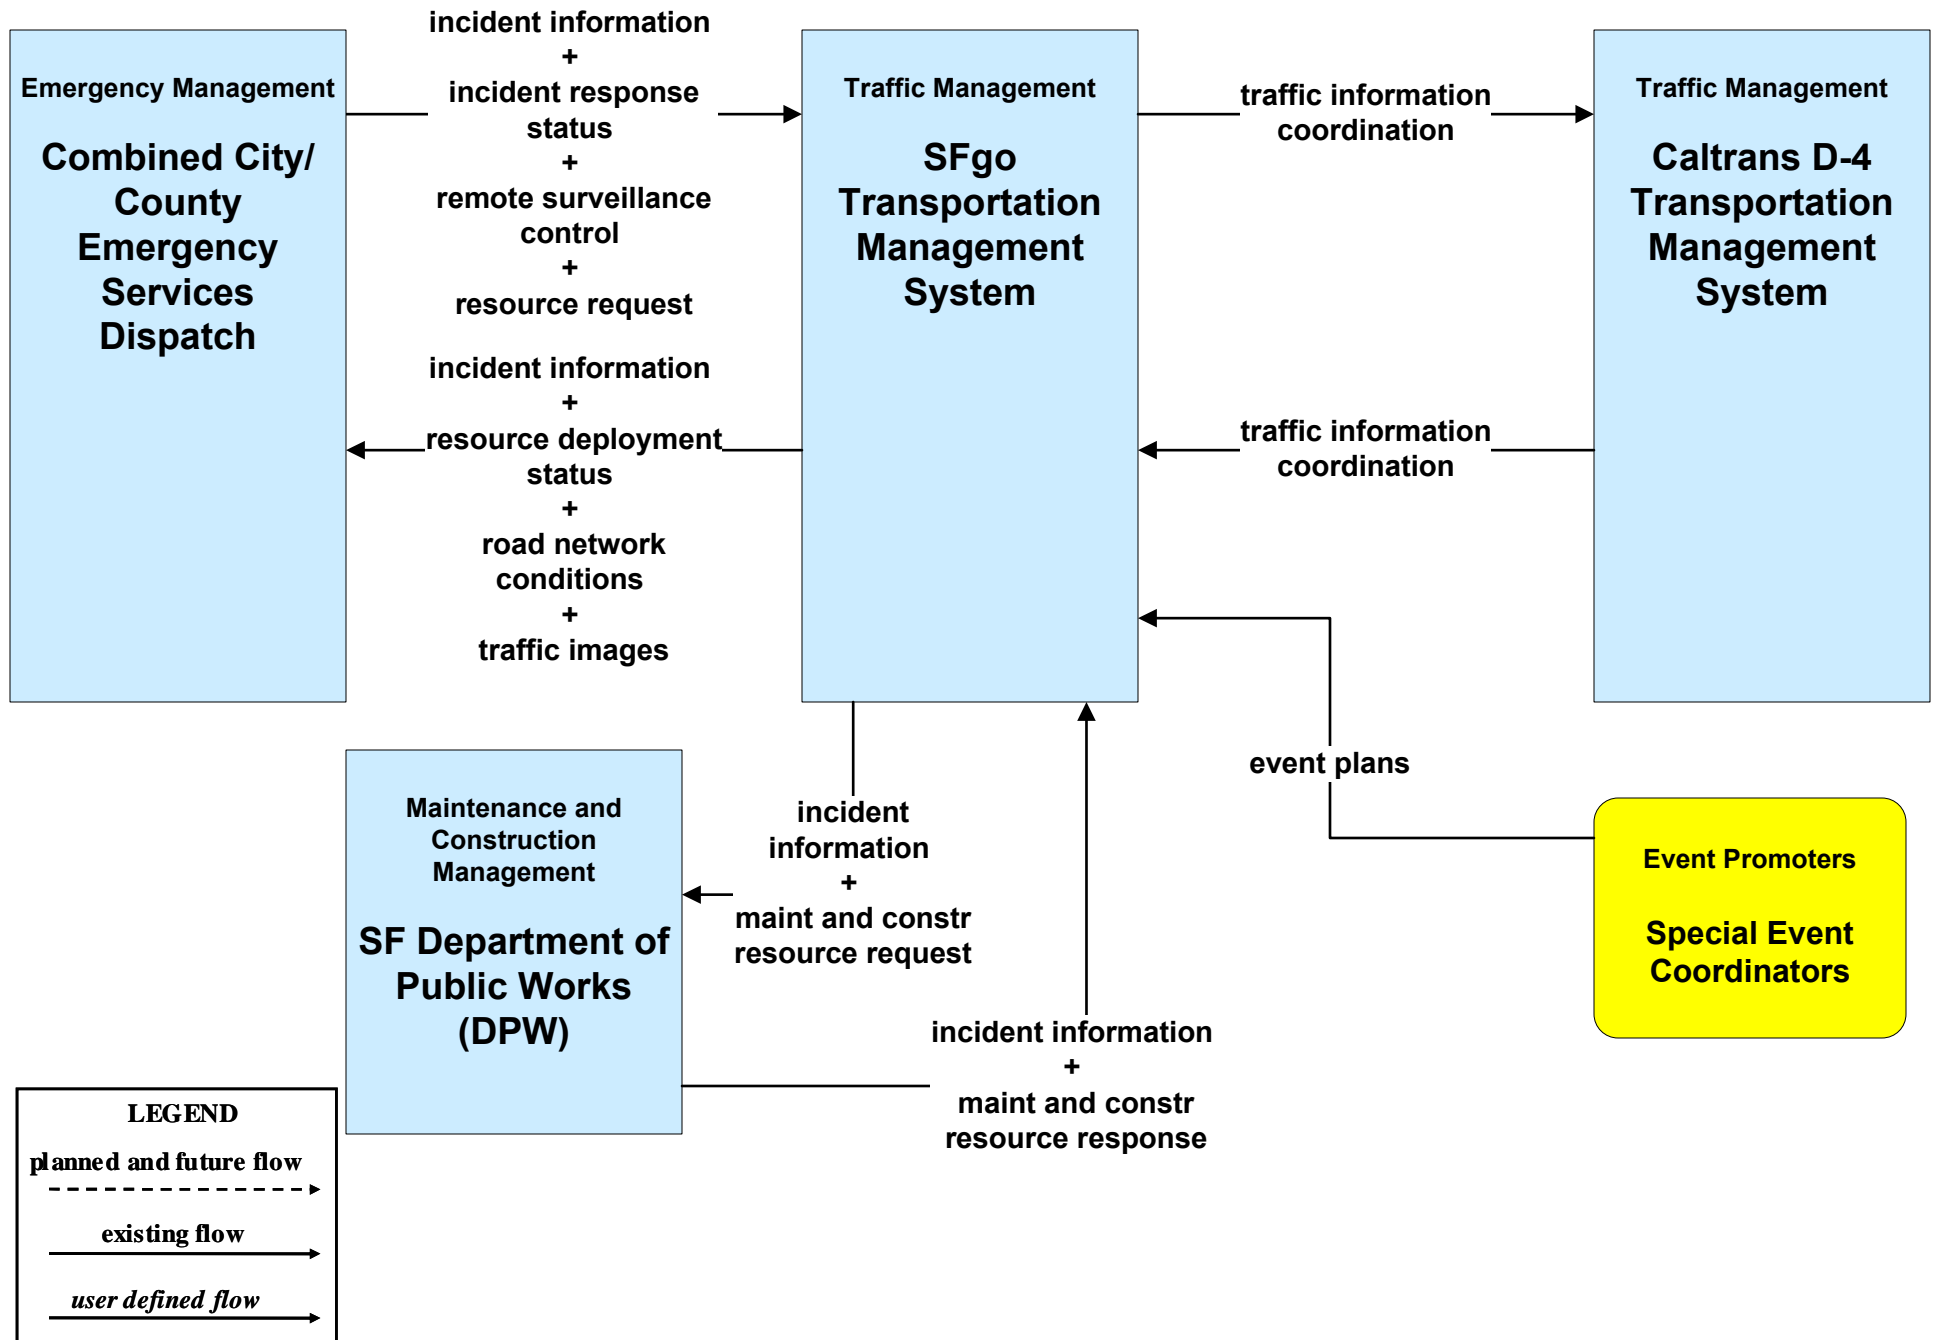 Emergency Management
Combined City/
County
Emergency
Services
Dispatch
incident information
+
incident response
status
+
remote surveillance
control
+
resource request
incident information
+
resource deployment
status
+
road network
conditions
+
traffic images
Traffic Management
SFgo
Transportation
Management
System
traffic information
coordination
traffic information
coordination
Traffic Management
Caltrans D-4
Transportation
Management
System
event plans
Event Promoters
Special Event
Coordinators
Maintenance and
Construction
Management
SF Department of
Public Works
(DPW)
incident
information
+
maint and constr
resource request
incident information
+
maint and constr
resource response
LEGEND
planned and future flow
existing flow
user defined flow